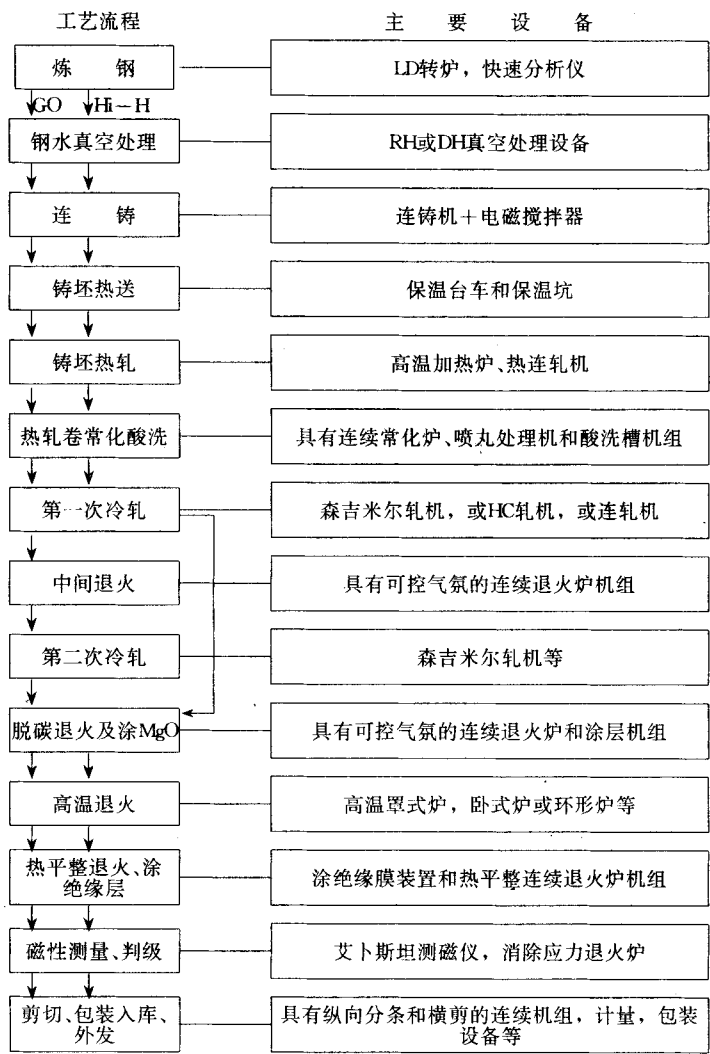 工艺流程 主要设备
炼钢 LD转炉，快速分析仪
GO Hi－H
钢水真空处理 RH或DH真空处理设备
连铸 连铸机＋电磁搅拌器
铸坯热送 保温台车和保温坑
铸坯热轧 高温加热炉、热连轧机
热轧卷常化酸洗 具有连续常化炉、喷丸处理机和酸洗槽机组
第一次冷轧 森吉米尔轧机，或HC轧机，或连轧机
中间退火 具有可控气氛的连续退火炉机组
第二次冷轧 森吉米尔轧机等
脱碳退火及涂MgO 具有可控气氛的连续退火炉和涂层机组
高温退火 高温罩式炉，卧式炉或环形炉等
热平整退火、涂
绝缘层
涂绝缘膜装置和热平整连续退火炉机组
磁性测量、判级 艾卜斯坦测磁仪，消除应力退火炉
剪切、包装入库、
外发
具有纵向分条和横剪的连续机组，计量，包装
设备等